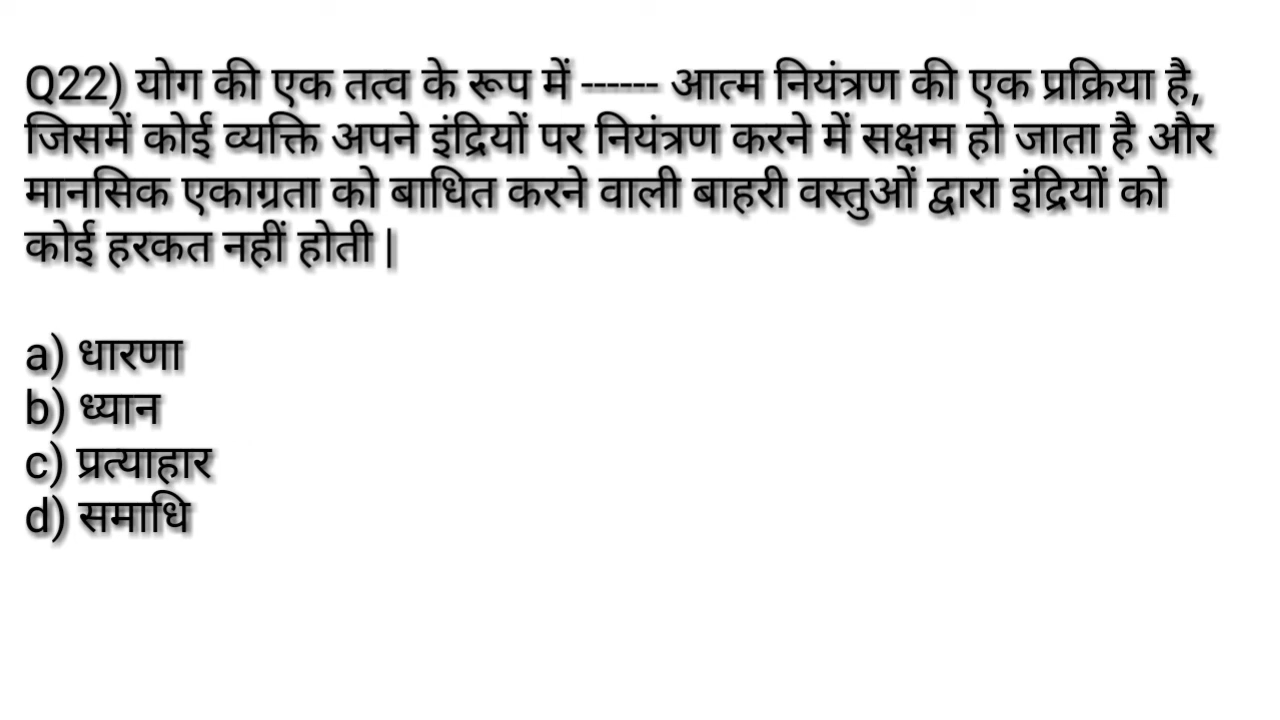 Q22) योग की एक तत्व के रूप में ------ आत्म नियंत्रण की एक प्रक्रिया है,
जिसमें कोई व्यक्ति अपने इंद्रियों पर नियंत्रण करने में सक्षम हो जाता है और
मानसिक एकाग्रता को बाधित करने वाली बाहरी वस्तुओं द्वारा इंद्रियों को
कोई हरकत नहीं होती |
a) धारणा
b) ध्यान
c) प्रत्याहार
d) समाधि